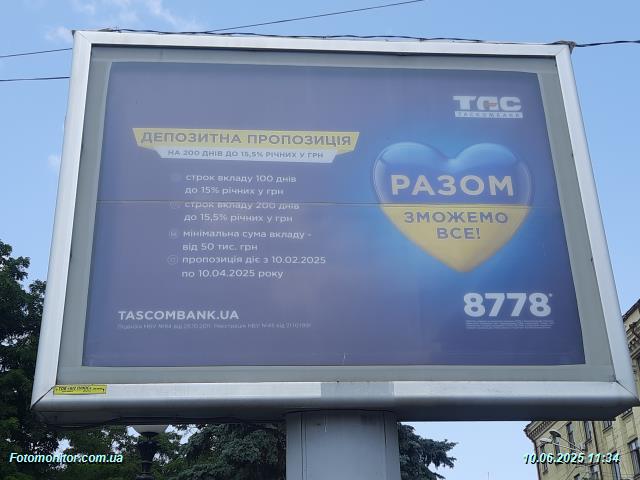 ТАС
ТАСКОМБАНК
ДЕПОЗИТНА ПРОПОЗИЦІЯ
НА 200 ДНІВ ДО 15,5% РІЧНИХ У ГРН
строк вкладу 100 днів
до 15% річних у грн
строк вкладу 200 днів
до 15,5% річних у грн
мінімальна сума вкладу -
від 50 тис. грн
пропозиція діє з 10.02.2025
по 10.04.2025 року
РАЗОМ
ЗМОЖЕМО
ВСЕ!
TASCOMBANK.UA
8778*
Fotomonitor.com.ua
10.06.2025 11:34